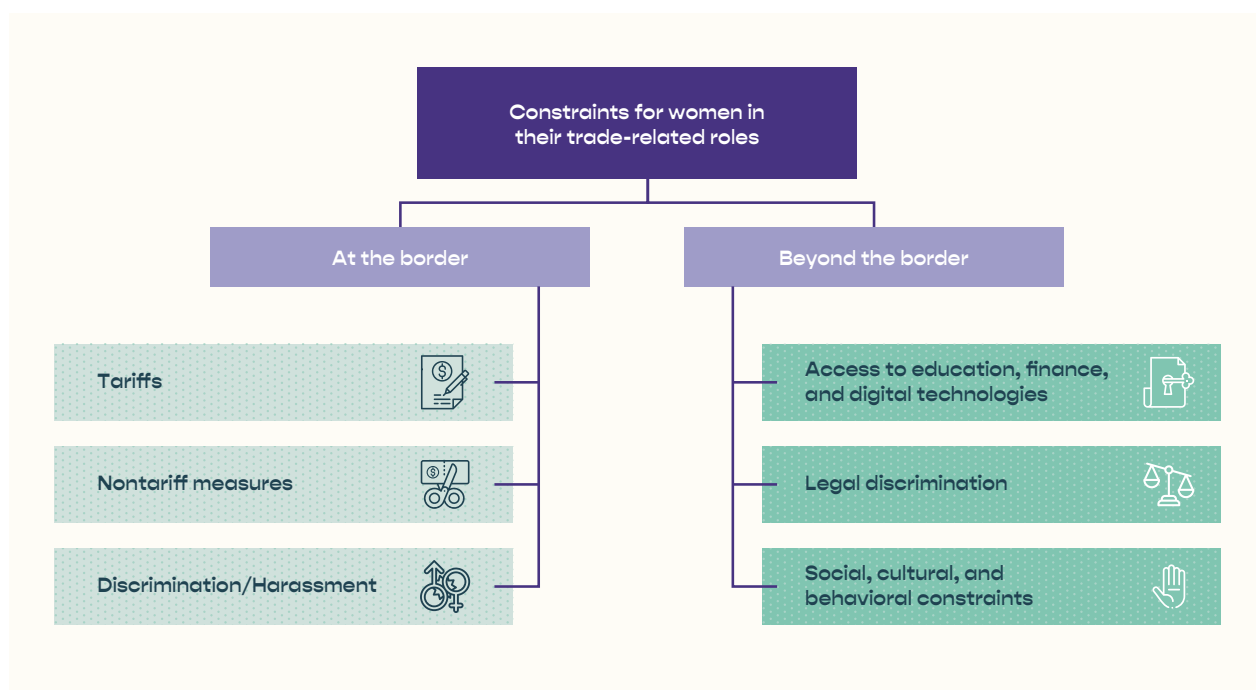 Constraints for women in
their trade-related roles
At the border
Beyond the border
Tariffs
$
Nontariff measures
$
Discrimination/Harassment
Access to education, finance,
and digital technologies
Legal discrimination
Social, cultural, and
behavioral constraints